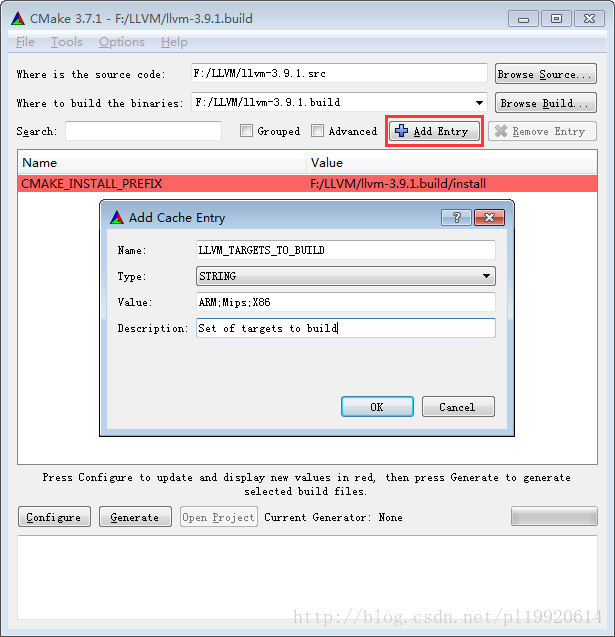 CMake 3.7.1 - F:/LLVM/llvm-3.9.1.build
File Tools Options Help
Where is the source code: F:/LLVM/llvm-3.9.1.src Browse Source...
Where to build the binaries: F:/LLVM/llvm-3.9.1.build Browse Build...
Search: Grouped Advanced Add Entry Remove Entry
Name Value
CMAKE_INSTALL_PREFIX F:/LLVM/llvm-3.9.1.build/install
Add Cache Entry
Name: LLVM_TARGETS_TO_BUILD
Type: STRING
Value: ARM;Mips;X86
Description: Set of targets to build
OK Cancel
Press Configure to update and display new values in red, then press Generate to generate
selected build files.
Configure Generate Open Project Current Generator: None
http://blog.csdn.net/pl19920614